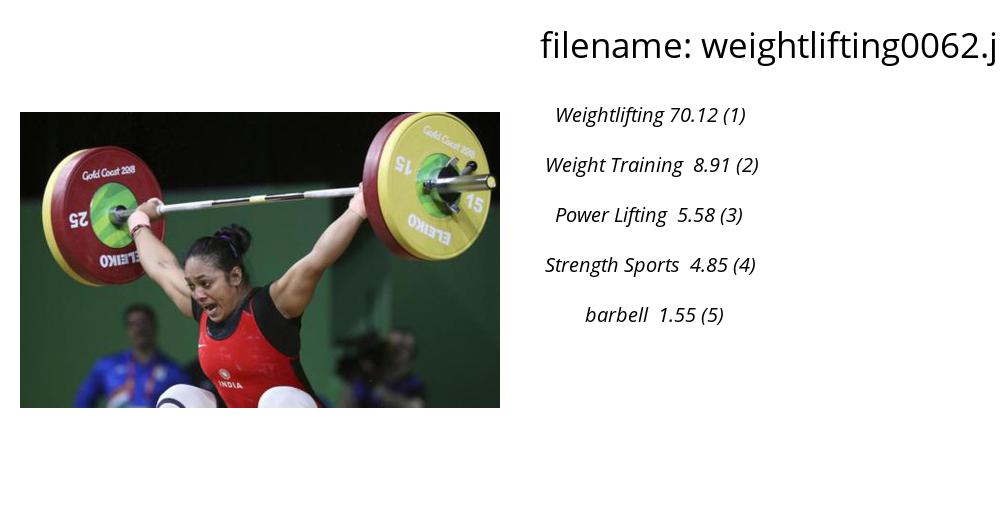 filename: weightlifting0062.j
Weightlifting 70.12 (1)
Weight Training 8.91 (2)
Power Lifting 5.58 (3)
Strength Sports 4.85 (4)
barbell 1.55 (5)
Gold Coast 2018
25
ELEIKO
Gold Coast 2018
15
15
ELEIKO
INDIA